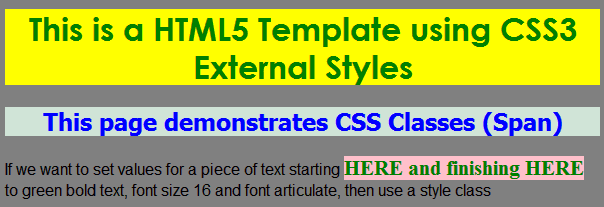 This is a HTML5 Template using CSS3
External Styles
This page demonstrates CSS Classes (Span)
If we want to set values for a piece of text starting HERE and finishing HERE
to green bold text, font size 16 and font articulate, then use a style class